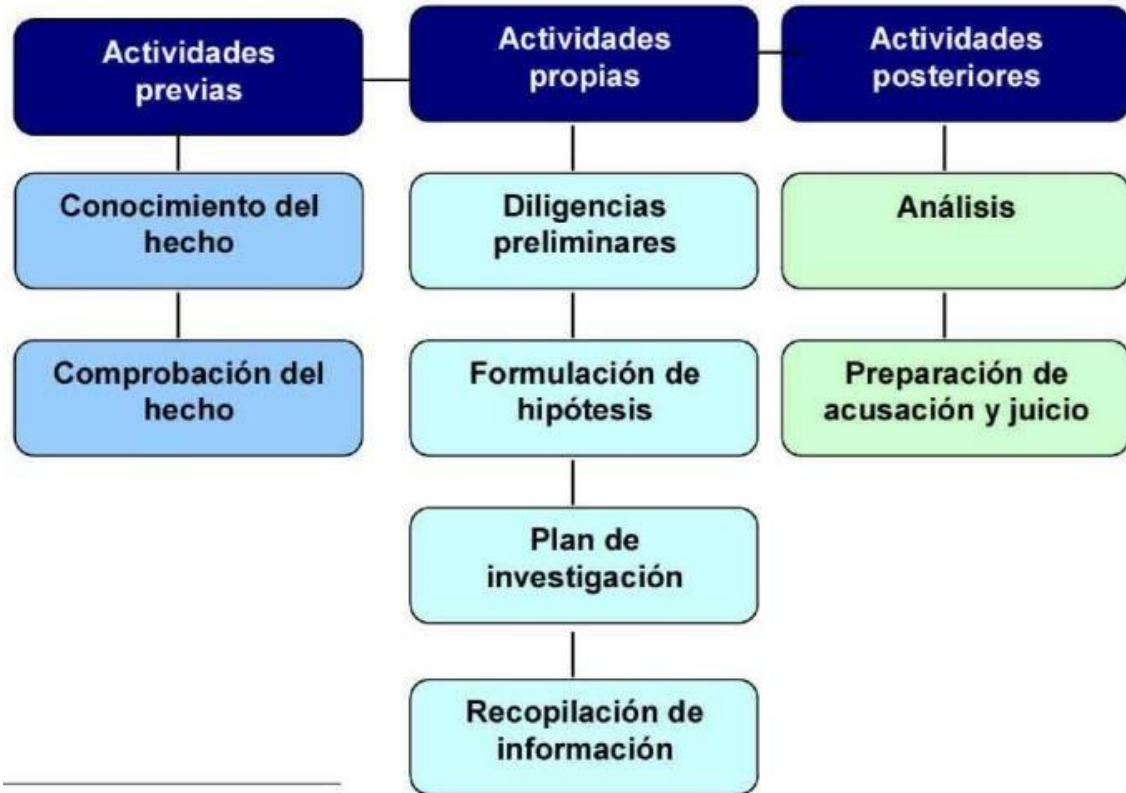 Actividades
previas
Conocimiento del
hecho
Comprobación del
hecho
Actividades
propias
Diligencias
preliminares
Formulación de
hipótesis
Plan de
investigación
Recopilación de
información
Actividades
posteriores
Análisis
Preparación de
acusación y juicio